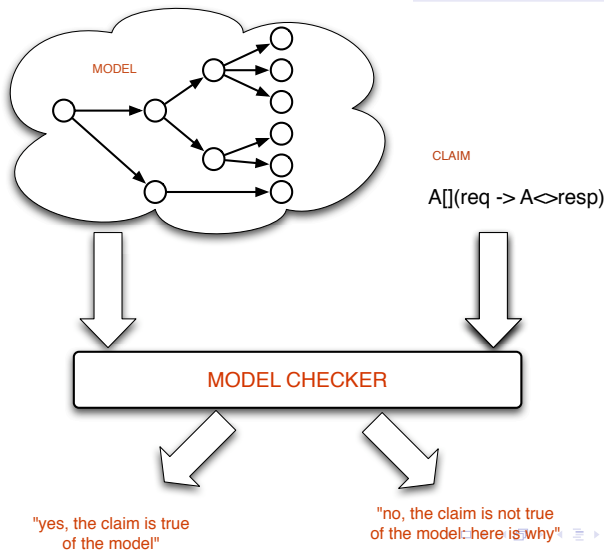 MODEL
CLAIM
A[](req -> A<>resp)
MODEL CHECKER
"yes, the claim is true
of the model"
"no, the claim is not true
of the model: here is why"